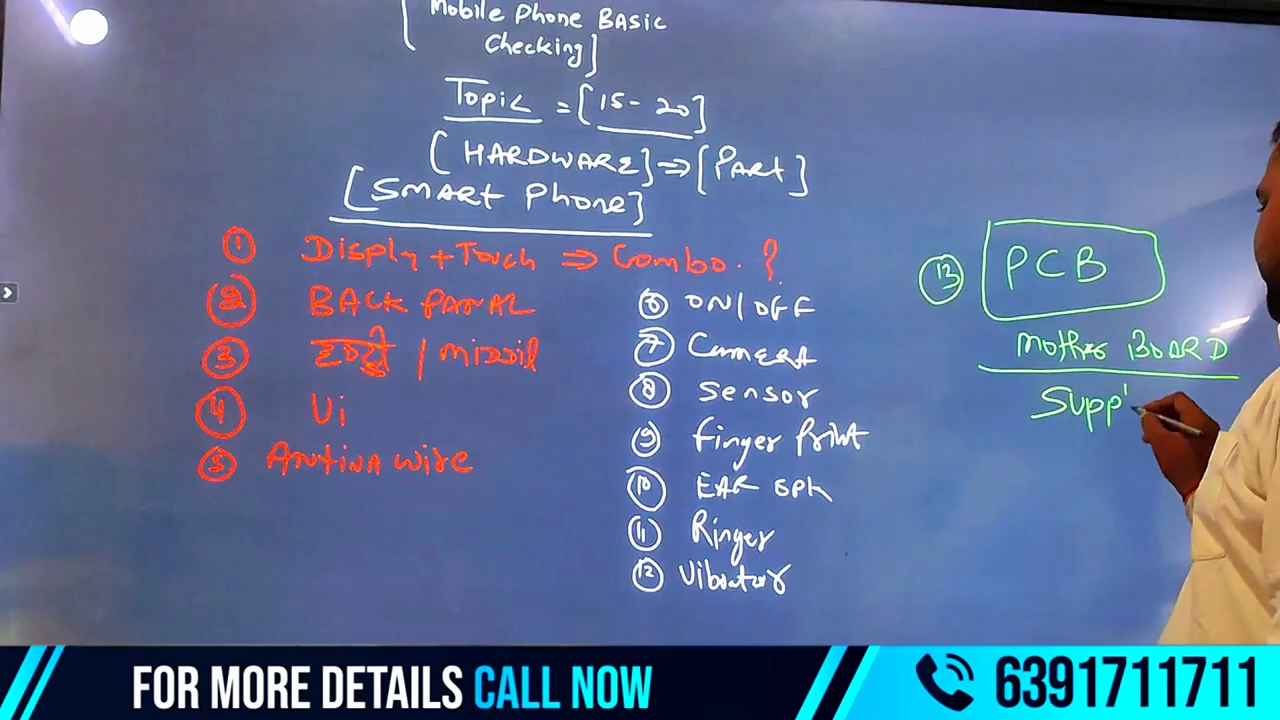 [Mobile Phone BASIC
Checking]
Topic = [15-20]
[HARDWARE] ⇒ [PART]
[SMART Phone]
① Display + Touch ⇒ Combo. ?
② BACK PANAL
③ / middil
④ Ui
⑤ Antina wire
⑥ ON/OFF
⑦ CAMERA
⑧ Sensor
⑨ finger Print
⑩ EAR SPK
⑪ Ringer
⑫ Vibrator
⑬ PCB
Mother BOARD
Supp
FOR MORE DETAILS CALL NOW
6391711711